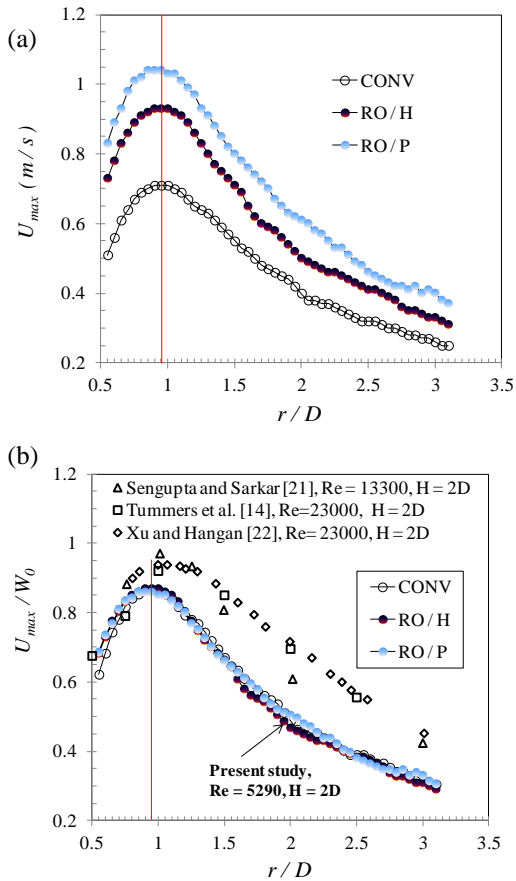 (a)
1.2
1
0.8
0.6
0.4
0.2
U_max ( m / s )
CONV
RO / H
RO / P
0.5 1 1.5 2 2.5 3 3.5
r / D
(b)
1.2
1
0.8
0.6
0.4
0.2
U_max / W_0
Sengupta and Sarkar [21], Re = 13300, H = 2D
Tummers et al. [14], Re=23000, H = 2D
Xu and Hangan [22], Re=23000, H = 2D
CONV
RO / H
RO / P
Present study,
Re = 5290, H = 2D
0.5 1 1.5 2 2.5 3 3.5
r / D